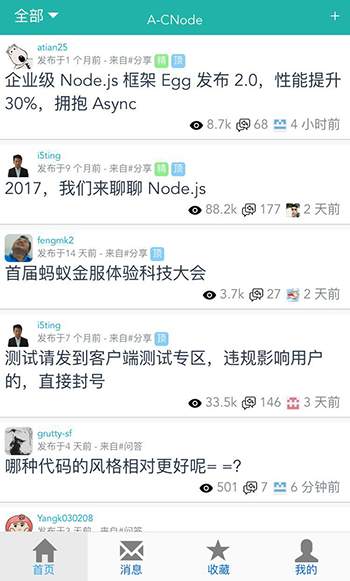 全部 A-CNode +
atian25
发布于1 个月前 - 来自#分享 精 顶
企业级 Node.js 框架 Egg 发布 2.0，性能提升
30%，拥抱 Async
8.7k 68 4 小时前
i5ting
发布于9 个月前 - 来自#分享 精 顶
2017，我们来聊聊 Node.js
88.2k 177 2 天前
fengmk2
发布于14 天前 - 来自#分享 顶
首届蚂蚁金服体验科技大会
3.7k 27 2 天前
i5ting
发布于7 个月前 - 来自#分享 顶
测试请发到客户端测试专区，违规影响用户
的，直接封号
33.5k 146 3 天前
grutty-sf
发布于4 天前 - 来自#问答
哪种代码的风格相对更好呢= =?
501 7 6 分钟前
Yangk030208
发布于3 天前 - 来自#问答
首页 消息 收藏 我的